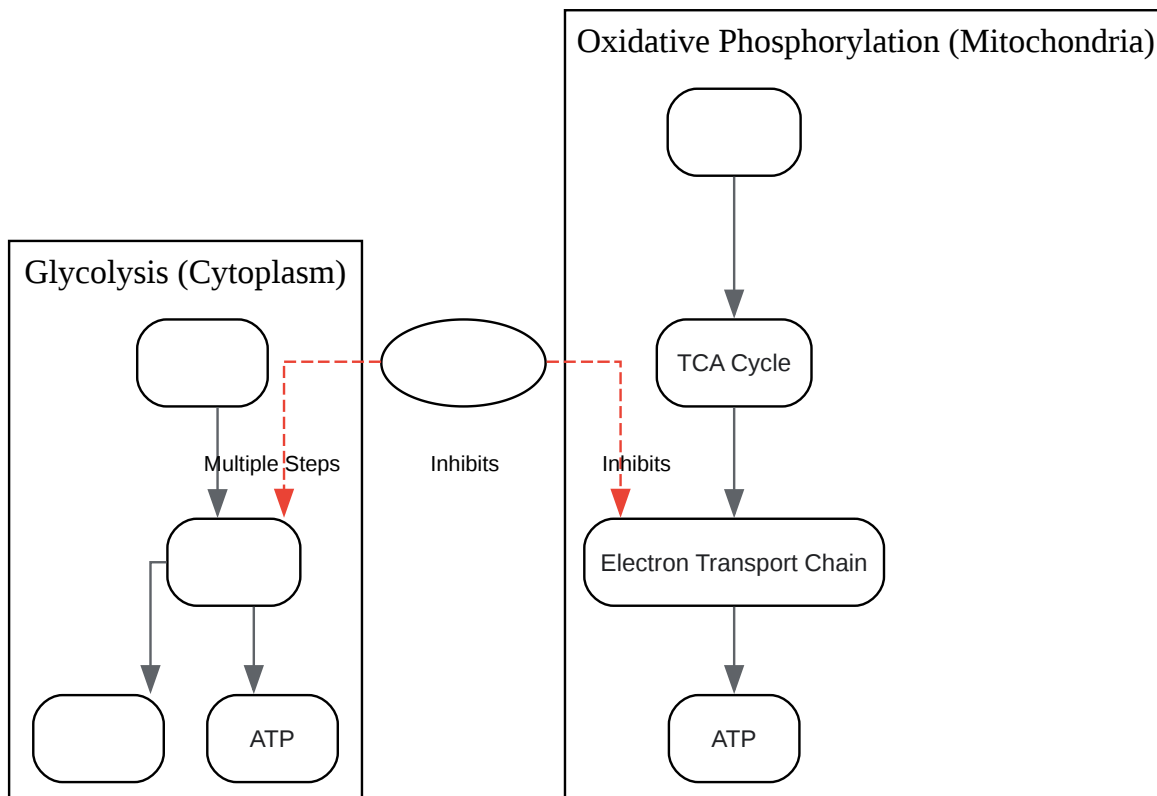 Oxidative Phosphorylation (Mitochondria)
Glycolysis (Cytoplasm)
TCA Cycle
Multiple Steps
Inhibits
Inhibits
Electron Transport Chain
ATP
ATP